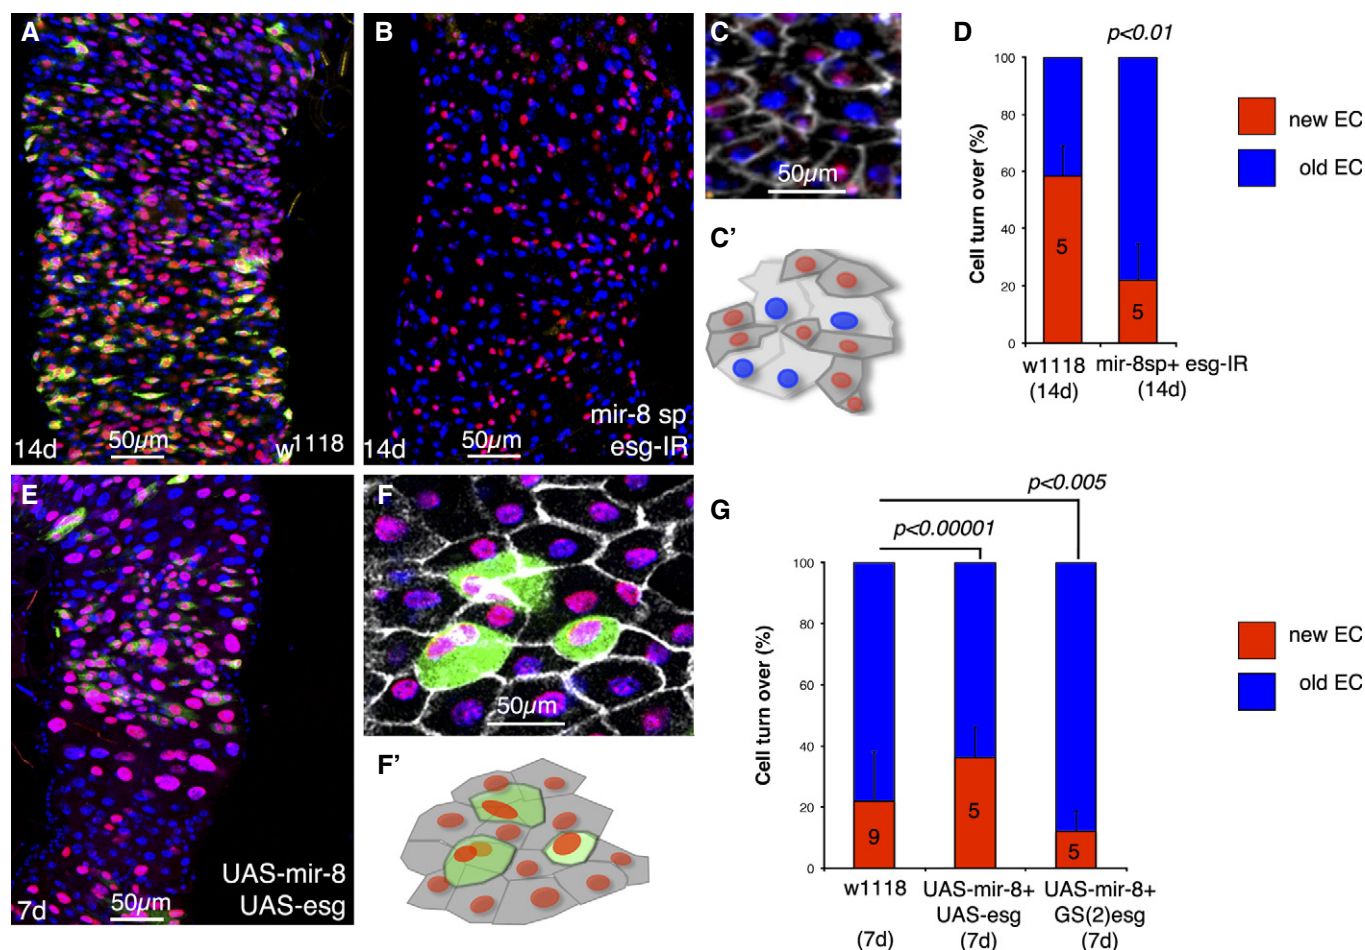 A
14d
50µm
w1118
B
14d
50µm
mir-8 sp
esg-IR
C
50µm
C'
D
p<0.01
Cell turn over (%)
100
80
60
40
20
0
5
5
w1118
(14d)
mir-8sp+ esg-IR
(14d)
new EC
old EC
E
7d
50µm
UAS-mir-8
UAS-esg
F
50µm
F'
G
p<0.005
p<0.00001
Cell turn over (%)
100
80
60
40
20
0
9
5
5
w1118
(7d)
UAS-mir-8+
UAS-esg
(7d)
UAS-mir-8+
GS(2)esg
(7d)
new EC
old EC